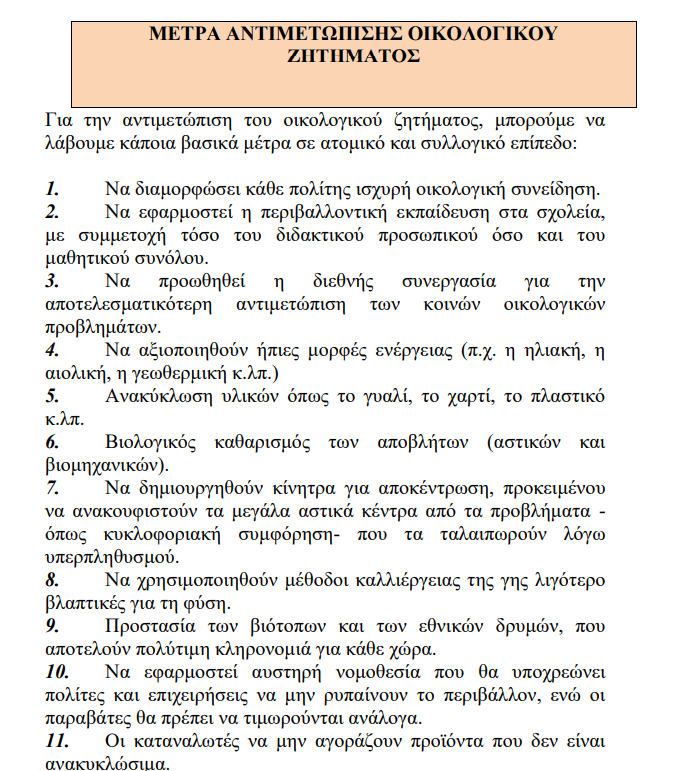 ΜΕΤΡΑ ΑΝΤΙΜΕΤΩΠΙΣΗΣ ΟΙΚΟΛΟΓΙΚΟΥ
ΖΗΤΗΜΑΤΟΣ
Για την αντιμετώπιση του οικολογικού ζητήματος, μπορούμε να
λάβουμε κάποια βασικά μέτρα σε ατομικό και συλλογικό επίπεδο:
1. Να διαμορφώσει κάθε πολίτης ισχυρή οικολογική συνείδηση.
2. Να εφαρμοστεί η περιβαλλοντική εκπαίδευση στα σχολεία,
με συμμετοχή τόσο του διδακτικού προσωπικού όσο και του
μαθητικού συνόλου.
3. Να προωθηθεί η διεθνής συνεργασία για την
αποτελεσματικότερη αντιμετώπιση των κοινών οικολογικών
προβλημάτων.
4. Να αξιοποιηθούν ήπιες μορφές ενέργειας (π.χ. η ηλιακή, η
αιολική, η γεωθερμική κ.λπ.)
5. Ανακύκλωση υλικών όπως το γυαλί, το χαρτί, το πλαστικό
κ.λπ.
6. Βιολογικός καθαρισμός των αποβλήτων (αστικών και
βιομηχανικών).
7. Να δημιουργηθούν κίνητρα για αποκέντρωση, προκειμένου
να ανακουφιστούν τα μεγάλα αστικά κέντρα από τα προβλήματα -
όπως κυκλοφοριακή συμφόρηση- που τα ταλαιπωρούν λόγω
υπερπληθυσμού.
8. Να χρησιμοποιηθούν μέθοδοι καλλιέργειας της γης λιγότερο
βλαπτικές για τη φύση.
9. Προστασία των βιότοπων και των εθνικών δρυμών, που
αποτελούν πολύτιμη κληρονομιά για κάθε χώρα.
10. Να εφαρμοστεί αυστηρή νομοθεσία που θα υποχρεώνει
πολίτες και επιχειρήσεις να μην ρυπαίνουν το περιβάλλον, ενώ οι
παραβάτες θα πρέπει να τιμωρούνται ανάλογα.
11. Οι καταναλωτές να μην αγοράζουν προϊόντα που δεν είναι
ανακυκλώσιμα.